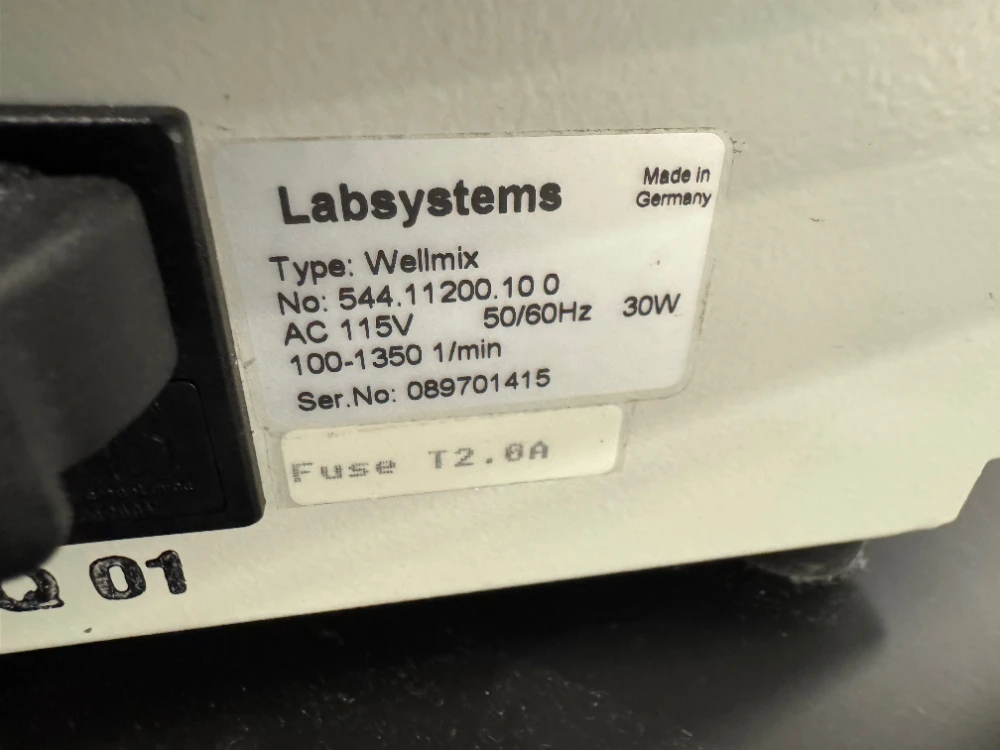 Labsystems
Made in
Germany
Type: Wellmix
No: 544.11200.10 0
AC 115V 50/60Hz 30W
100-1350 1/min
Ser.No: 089701415
Fuse T2.0A
Q 01